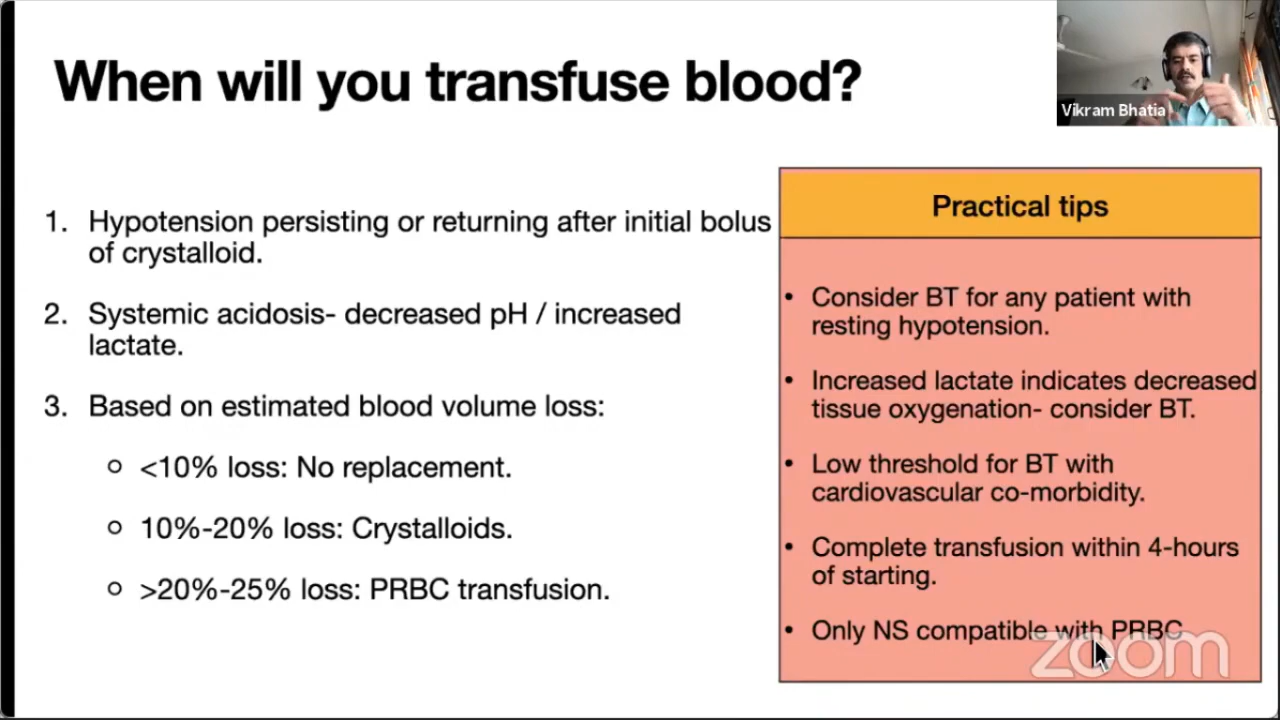 When will you transfuse blood?
Vikram Bhatia
1. Hypotension persisting or returning after initial bolus
of crystalloid.
2. Systemic acidosis- decreased pH / increased
lactate.
3. Based on estimated blood volume loss:
<10% loss: No replacement.
10%-20% loss: Crystalloids.
>20%-25% loss: PRBC transfusion.
Practical tips
• Consider BT for any patient with
resting hypotension.
• Increased lactate indicates decreased
tissue oxygenation- consider BT.
• Low threshold for BT with
cardiovascular co-morbidity.
• Complete transfusion within 4-hours
of starting.
• Only NS compatible with PRBC
zoom